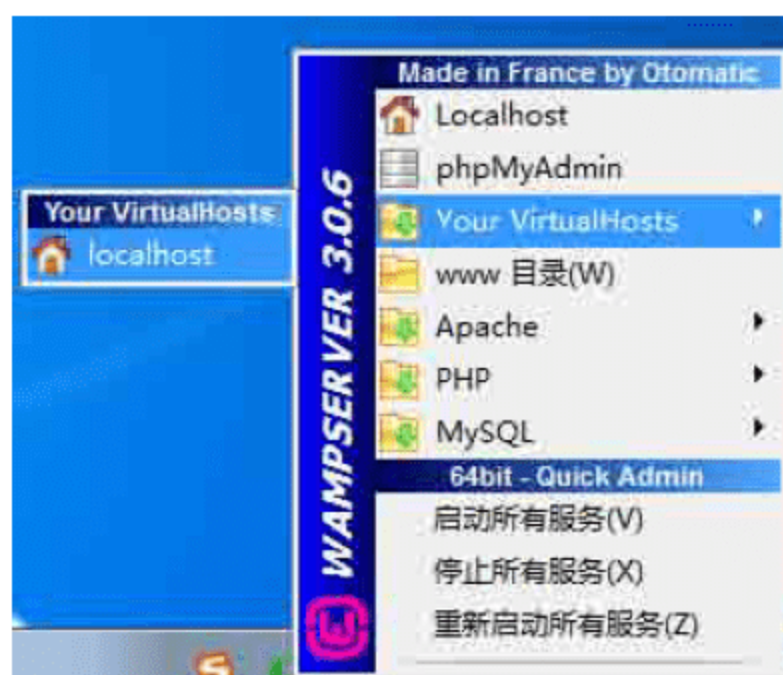 Made in France by Otomatic
Localhost
phpMyAdmin
Your VirtualHosts
Your VirtualHosts
localhost
www 目录(W)
Apache
PHP
MySQL
64bit - Quick Admin
启动所有服务(V)
停止所有服务(X)
重新启动所有服务(Z)
WAMPSERVER 3.0.6